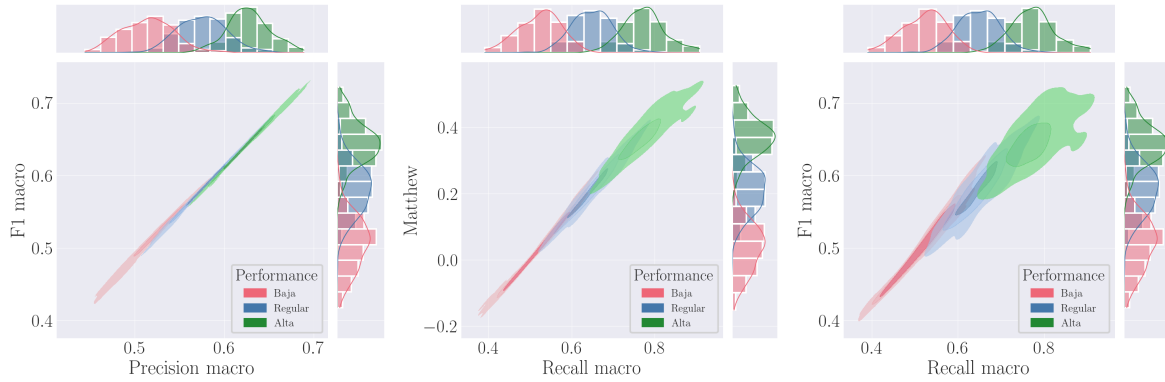 F1 macro
0.7
0.6
0.5
0.4
Performance
Baja
Regular
Alta
0.5 0.6 0.7
Precision macro
Matthew
0.4
0.2
0.0
−0.2
Performance
Baja
Regular
Alta
0.4 0.6 0.8
Recall macro
F1 macro
0.7
0.6
0.5
0.4
Performance
Baja
Regular
Alta
0.4 0.6 0.8
Recall macro